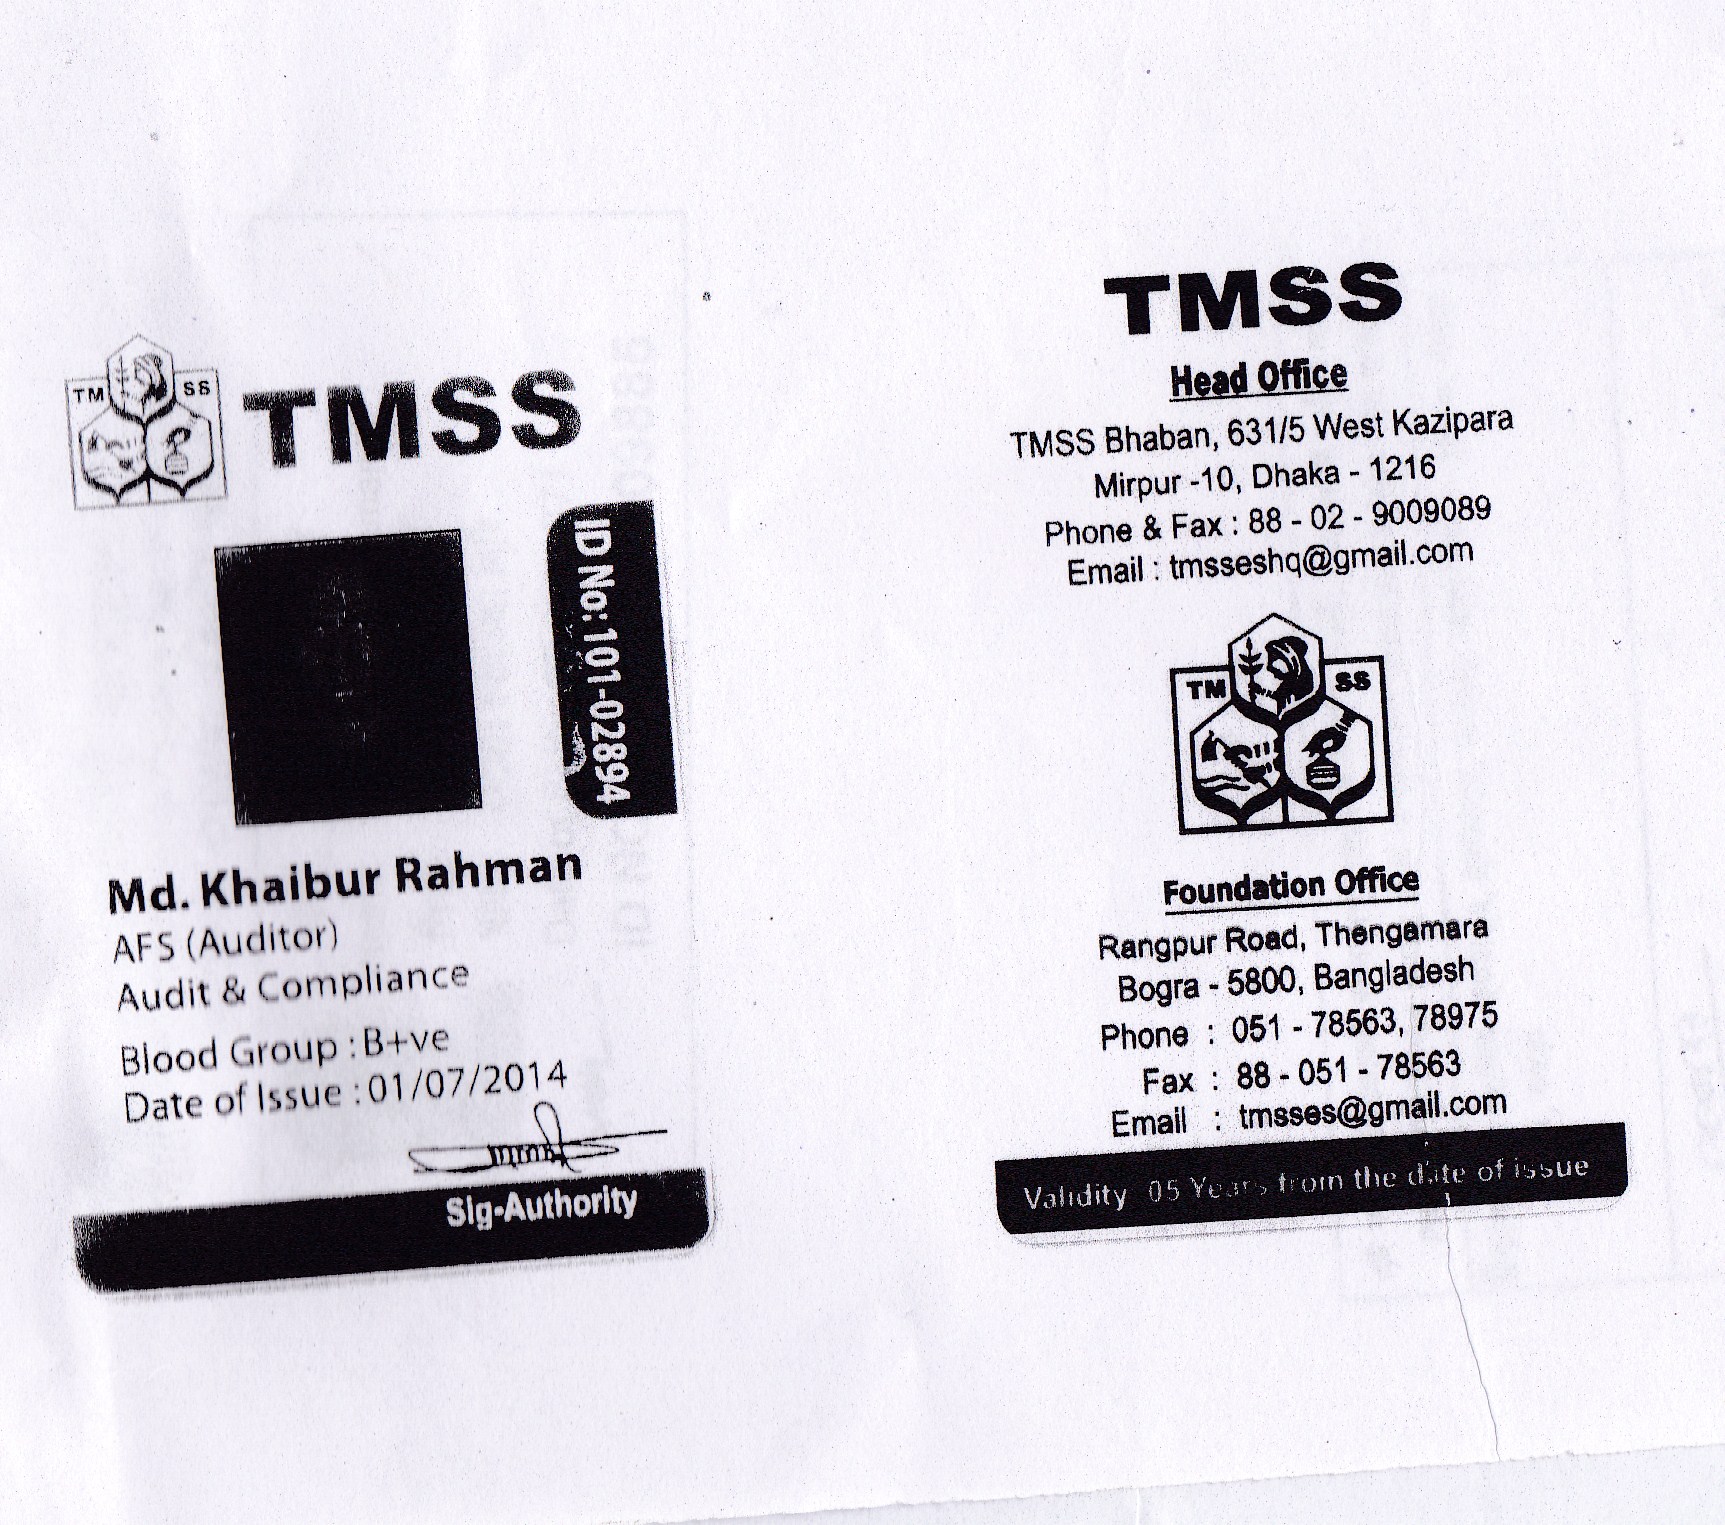 TM SS
TMSS
ID No: 101-02894
Md. Khaibur Rahman
AFS (Auditor)
Audit & Compliance
Blood Group : B+ve
Date of Issue : 01/07/2014
Sig-Authority
TMSS
Head Office
TMSS Bhaban, 631/5 West Kazipara
Mirpur -10, Dhaka - 1216
Phone & Fax : 88 - 02 - 9009089
Email : tmsseshq@gmail.com
TM SS
Foundation Office
Rangpur Road, Thengamara
Bogra - 5800, Bangladesh
Phone : 051 - 78563, 78975
Fax : 88 - 051 - 78563
Email : tmsses@gmail.com
Validity 05 Years from the date of issue